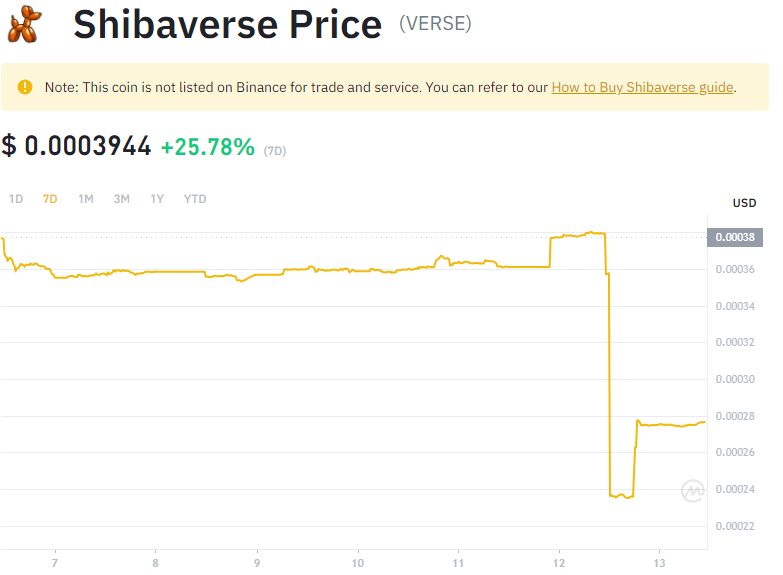 Shibaverse Price (VERSE)
Note: This coin is not listed on Binance for trade and service. You can refer to our How to Buy Shibaverse guide.
$ 0.0003944 +25.78% (7D)
1D 7D 1M 3M 1Y YTD
USD
0.00038
0.00036
0.00034
0.00032
0.00030
0.00028
0.00026
0.00024
0.00022
7 8 9 10 11 12 13